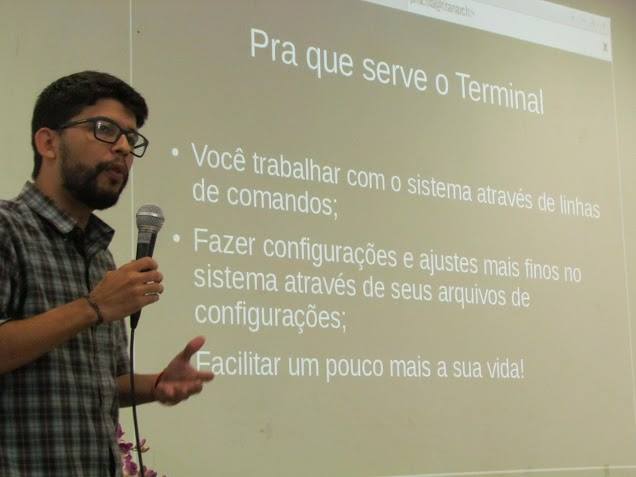 Pra que serve o Terminal
• Você trabalhar com o sistema através de linhas
de comandos;
• Fazer configurações e ajustes mais finos no
sistema através de seus arquivos de
configurações;
Facilitar um pouco mais a sua vida!